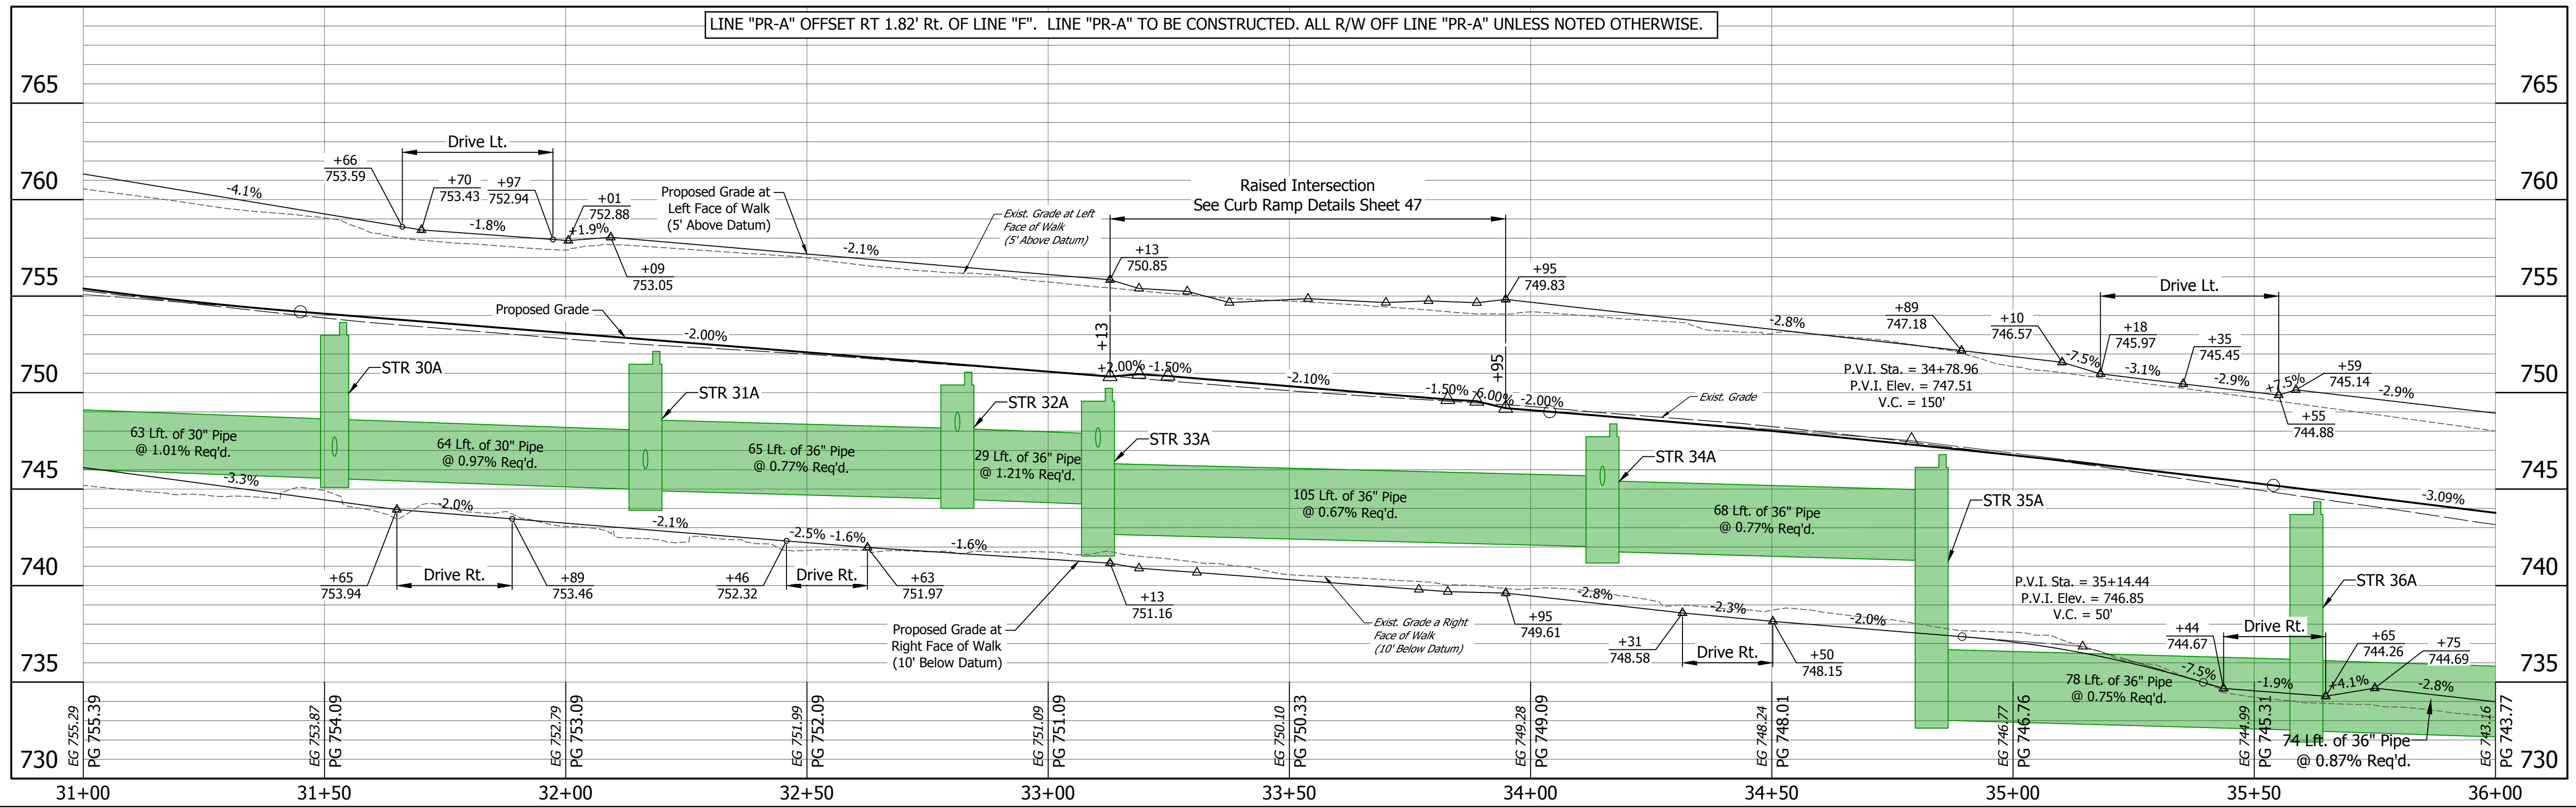 LINE "PR-A" OFFSET RT 1.82' Rt. OF LINE "F".  LINE "PR-A" TO BE CONSTRUCTED. ALL R/W OFF LINE "PR-A" UNLESS NOTED OTHERWISE.
765
765
760
760
755
755
750
750
745
745
740
740
735
735
730
730
-4.1%
+66
753.59
Drive Lt.
+70
753.43
+97
752.94
-1.8%
+01
752.88
+1.9%
+09
753.05
Proposed Grade at
Left Face of Walk
(5' Above Datum)
-2.1%
Exist. Grade at Left
Face of Walk
(5' Above Datum)
Raised Intersection
See Curb Ramp Details Sheet 47
+13
750.85
+95
749.83
-2.8%
+89
747.18
+10
746.57
-7.5%
Drive Lt.
+18
745.97
-3.1%
+35
745.45
-2.9%
+7.5%
+59
745.14
-2.9%
+55
744.88
Proposed Grade
-2.00%
+13
+2.00%
-1.50%
-2.10%
-1.50%
-6.00%
+95
-2.00%
Exist. Grade
P.V.I. Sta. = 34+78.96
P.V.I. Elev. = 747.51
V.C. = 150'
-3.09%
STR 30A
STR 31A
STR 32A
STR 33A
STR 34A
STR 35A
STR 36A
63 Lft. of 30" Pipe
@ 1.01% Req'd.
64 Lft. of 30" Pipe
@ 0.97% Req'd.
65 Lft. of 36" Pipe
@ 0.77% Req'd.
29 Lft. of 36" Pipe
@ 1.21% Req'd.
105 Lft. of 36" Pipe
@ 0.67% Req'd.
68 Lft. of 36" Pipe
@ 0.77% Req'd.
78 Lft. of 36" Pipe
@ 0.75% Req'd.
74 Lft. of 36" Pipe
@ 0.87% Req'd.
-3.3%
+65
753.94
-2.0%
Drive Rt.
+89
753.46
-2.1%
+46
752.32
-2.5%
-1.6%
Drive Rt.
+63
751.97
-1.6%
Proposed Grade at
Right Face of Walk
(10' Below Datum)
+13
751.16
Exist. Grade a Right
Face of Walk
(10' Below Datum)
+95
749.61
-2.8%
+31
748.58
-2.3%
Drive Rt.
+50
748.15
-2.0%
P.V.I. Sta. = 35+14.44
P.V.I. Elev. = 746.85
V.C. = 50'
+44
744.67
-7.5%
Drive Rt.
-1.9%
+65
744.26
+4.1%
+75
744.69
-2.8%
EG 755.29
PG 755.39
EG 753.87
PG 754.09
EG 752.79
PG 753.09
EG 751.99
PG 752.09
EG 751.09
PG 751.09
EG 750.10
PG 750.33
EG 749.28
PG 749.09
EG 748.24
PG 748.01
EG 746.77
PG 746.76
EG 744.99
PG 745.31
EG 743.16
PG 743.77
31+00
31+50
32+00
32+50
33+00
33+50
34+00
34+50
35+00
35+50
36+00